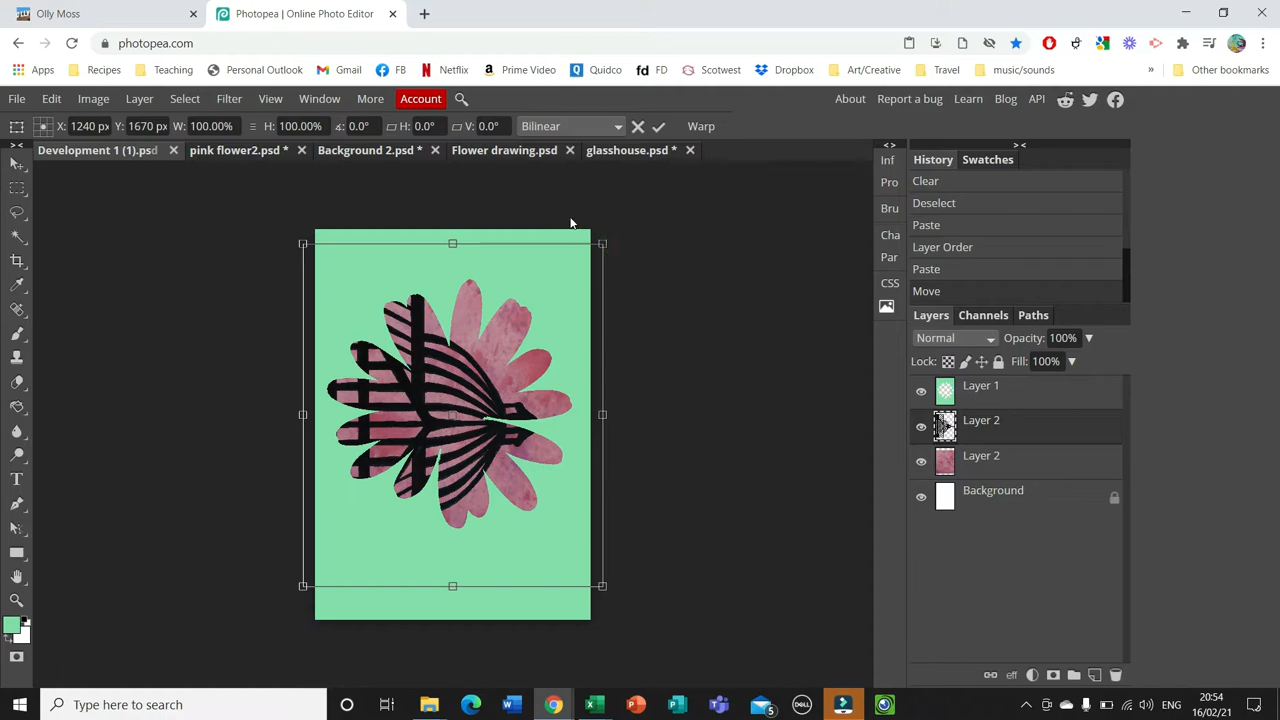 Olly Moss
Photopea | Online Photo Editor
photopea.com
Apps Recipes Teaching Personal Outlook Gmail FB Netflix Prime Video Quidco FD Scotwest Dropbox Art/Creative Travel music/sounds » Other bookmarks
File Edit Image Layer Select Filter View Window More Account About Report a bug Learn Blog API
X: 1240 px Y: 1670 px W: 100.00% H: 100.00% 0.0° H: 0.0° V: 0.0° Bilinear Warp
Development 1 (1).psd pink flower2.psd * Background 2.psd * Flower drawing.psd glasshouse.psd *
Inf
Pro
Bru
Cha
Par
CSS
History Swatches
Clear
Deselect
Paste
Layer Order
Paste
Move
Layers Channels Paths
Normal Opacity: 100%
Lock: Fill: 100%
Layer 1
Layer 2
Layer 2
Background
eff
Type here to search
5
DELL
ENG
20:54
16/02/21